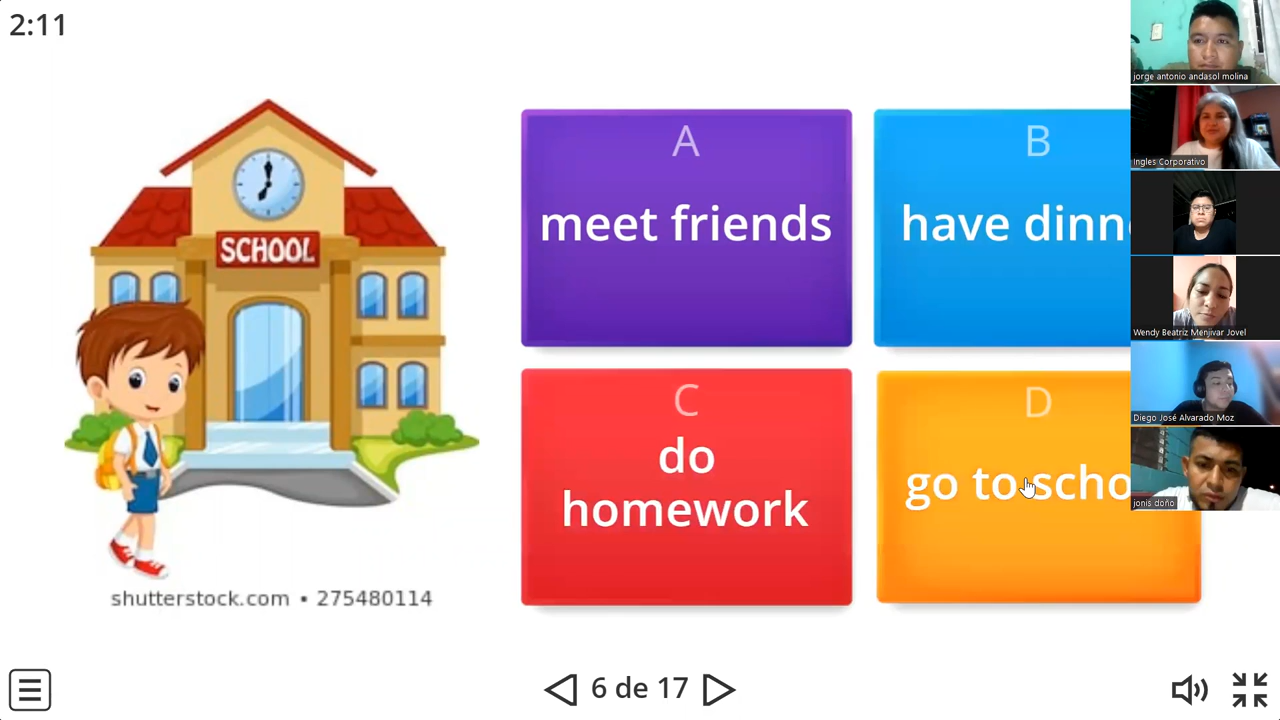 2:11
SCHOOL
shutterstock.com • 275480114
A
meet friends
B
have dinn
C
do
homework
D
go to scho
6 de 17
jorge antonio andasol molina
Ingles Corporativo
Wendy Beatriz Menjivar Jovel
Diego José Alvarado Moz
jonis doño